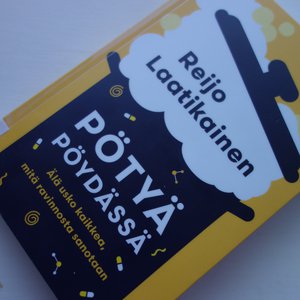 Reijo
Laatikainen
PÖTYÄ
PÖYDÄSSÄ
Älä usko kaikkea,
mitä ravinnosta sanotaan